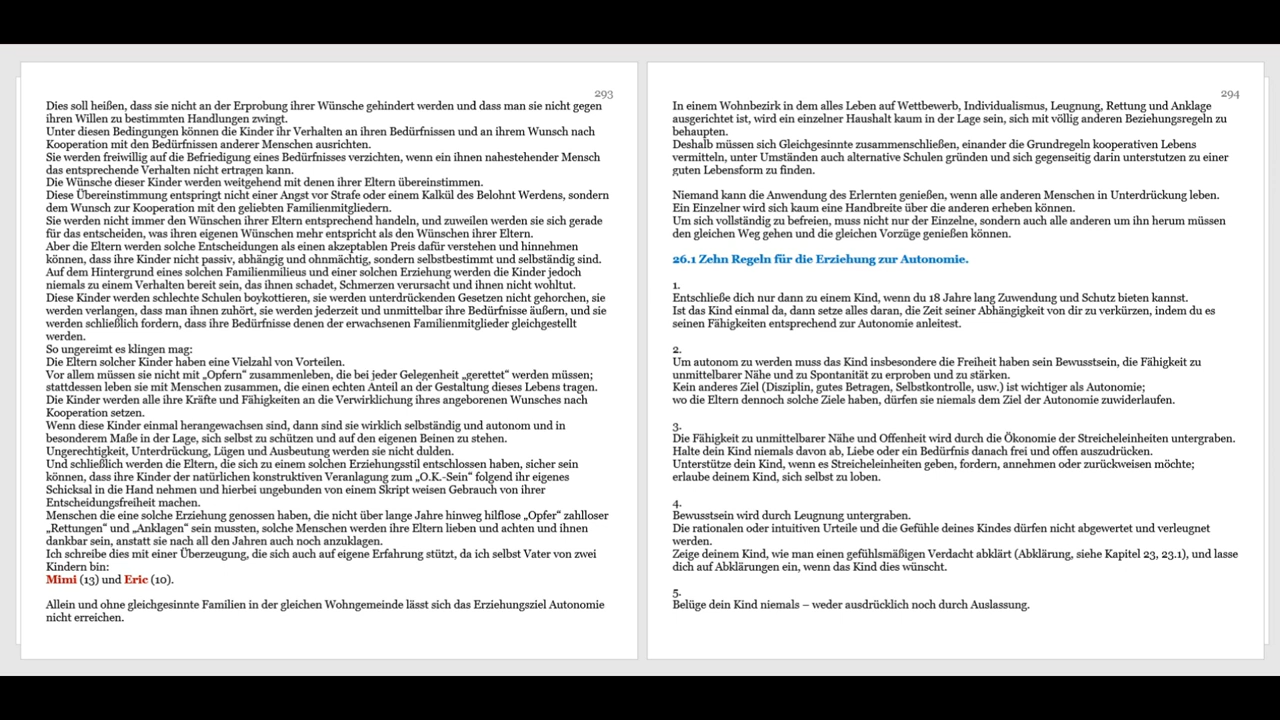 293
Dies soll heißen, dass sie nicht an der Erprobung ihrer Wünsche gehindert werden und dass man sie nicht gegen
ihren Willen zu bestimmten Handlungen zwingt.
Unter diesen Bedingungen können die Kinder ihr Verhalten an ihren Bedürfnissen und an ihrem Wunsch nach
Kooperation mit den Bedürfnissen anderer Menschen ausrichten.
Sie werden freiwillig auf die Befriedigung eines Bedürfnisses verzichten, wenn ein ihnen nahestehender Mensch
das entsprechende Verhalten nicht ertragen kann.
Die Wünsche dieser Kinder werden weitgehend mit denen ihrer Eltern übereinstimmen.
Diese Übereinstimmung entspringt nicht einer Angst vor Strafe oder einem Kalkül des Belohnt Werdens, sondern
dem Wunsch zur Kooperation mit den geliebten Familienmitgliedern.
Sie werden nicht immer den Wünschen ihrer Eltern entsprechend handeln, und zuweilen werden sie sich gerade
für das entscheiden, was ihren eigenen Wünschen mehr entspricht als den Wünschen ihrer Eltern.
Aber die Eltern werden solche Entscheidungen als einen akzeptablen Preis dafür verstehen und hinnehmen
können, dass ihre Kinder nicht passiv, abhängig und ohnmächtig, sondern selbstbestimmt und selbständig sind.
Auf dem Hintergrund eines solchen Familienmilieus und einer solchen Erziehung werden die Kinder jedoch
niemals zu einem Verhalten bereit sein, das ihnen schadet, Schmerzen verursacht und ihnen nicht wohltut.
Diese Kinder werden schlechte Schulen boykottieren, sie werden unterdrückenden Gesetzen nicht gehorchen, sie
werden verlangen, dass man ihnen zuhört, sie werden jederzeit und unmittelbar ihre Bedürfnisse äußern, und sie
werden schließlich fordern, dass ihre Bedürfnisse denen der erwachsenen Familienmitglieder gleichgestellt
werden.
So ungereimt es klingen mag:
Die Eltern solcher Kinder haben eine Vielzahl von Vorteilen.
Vor allem müssen sie nicht mit „Opfern“ zusammenleben, die bei jeder Gelegenheit „gerettet“ werden müssen;
stattdessen leben sie mit Menschen zusammen, die einen echten Anteil an der Gestaltung dieses Lebens tragen.
Die Kinder werden alle ihre Kräfte und Fähigkeiten an die Verwirklichung ihres angeborenen Wunsches nach
Kooperation setzen.
Wenn diese Kinder einmal herangewachsen sind, dann sind sie wirklich selbständig und autonom und in
besonderem Maße in der Lage, sich selbst zu schützen und auf den eigenen Beinen zu stehen.
Ungerechtigkeit, Unterdrückung, Lügen und Ausbeutung werden sie nicht dulden.
Und schließlich werden die Eltern, die sich zu einem solchen Erziehungsstil entschlossen haben, sicher sein
können, dass ihre Kinder der natürlichen konstruktiven Veranlagung zum „O.K.-Sein“ folgend ihr eigenes
Schicksal in die Hand nehmen und hierbei ungebunden von einem Skript weisen Gebrauch von ihrer
Entscheidungsfreiheit machen.
Menschen die eine solche Erziehung genossen haben, die nicht über lange Jahre hinweg hilflose „Opfer“ zahlloser
„Rettungen“ und „Anklagen“ sein mussten, solche Menschen werden ihre Eltern lieben und achten und ihnen
dankbar sein, anstatt sie nach all den Jahren auch noch anzuklagen.
Ich schreibe dies mit einer Überzeugung, die sich auch auf eigene Erfahrung stützt, da ich selbst Vater von zwei
Kindern bin:
Mimi (13) und Eric (10).
Allein und ohne gleichgesinnte Familien in der gleichen Wohngemeinde lässt sich das Erziehungsziel Autonomie
nicht erreichen.
294
In einem Wohnbezirk in dem alles Leben auf Wettbewerb, Individualismus, Leugnung, Rettung und Anklage
ausgerichtet ist, wird ein einzelner Haushalt kaum in der Lage sein, sich mit völlig anderen Beziehungsregeln zu
behaupten.
Deshalb müssen sich Gleichgesinnte zusammenschließen, einander die Grundregeln kooperativen Lebens
vermitteln, unter Umständen auch alternative Schulen gründen und sich gegenseitig darin unterstutzen zu einer
guten Lebensform zu finden.
Niemand kann die Anwendung des Erlernten genießen, wenn alle anderen Menschen in Unterdrückung leben.
Ein Einzelner wird sich kaum eine Handbreite über die anderen erheben können.
Um sich vollständig zu befreien, muss nicht nur der Einzelne, sondern auch alle anderen um ihn herum müssen
den gleichen Weg gehen und die gleichen Vorzüge genießen können.
26.1 Zehn Regeln für die Erziehung zur Autonomie.
1.
Entschließe dich nur dann zu einem Kind, wenn du 18 Jahre lang Zuwendung und Schutz bieten kannst.
Ist das Kind einmal da, dann setze alles daran, die Zeit seiner Abhängigkeit von dir zu verkürzen, indem du es
seinen Fähigkeiten entsprechend zur Autonomie anleitest.
2.
Um autonom zu werden muss das Kind insbesondere die Freiheit haben sein Bewusstsein, die Fähigkeit zu
unmittelbarer Nähe und zu Spontanität zu erproben und zu stärken.
Kein anderes Ziel (Disziplin, gutes Betragen, Selbstkontrolle, usw.) ist wichtiger als Autonomie;
wo die Eltern dennoch solche Ziele haben, dürfen sie niemals dem Ziel der Autonomie zuwiderlaufen.
3.
Die Fähigkeit zu unmittelbarer Nähe und Offenheit wird durch die Ökonomie der Streicheleinheiten untergraben.
Halte dein Kind niemals davon ab, Liebe oder ein Bedürfnis danach frei und offen auszudrücken.
Unterstütze dein Kind, wenn es Streicheleinheiten geben, fordern, annehmen oder zurückweisen möchte;
erlaube deinem Kind, sich selbst zu loben.
4.
Bewusstsein wird durch Leugnung untergraben.
Die rationalen oder intuitiven Urteile und die Gefühle deines Kindes dürfen nicht abgewertet und verleugnet
werden.
Zeige deinem Kind, wie man einen gefühlsmäßigen Verdacht abklärt (Abklärung, siehe Kapitel 23, 23.1), und lasse
dich auf Abklärungen ein, wenn das Kind dies wünscht.
5.
Belüge dein Kind niemals – weder ausdrücklich noch durch Auslassung.